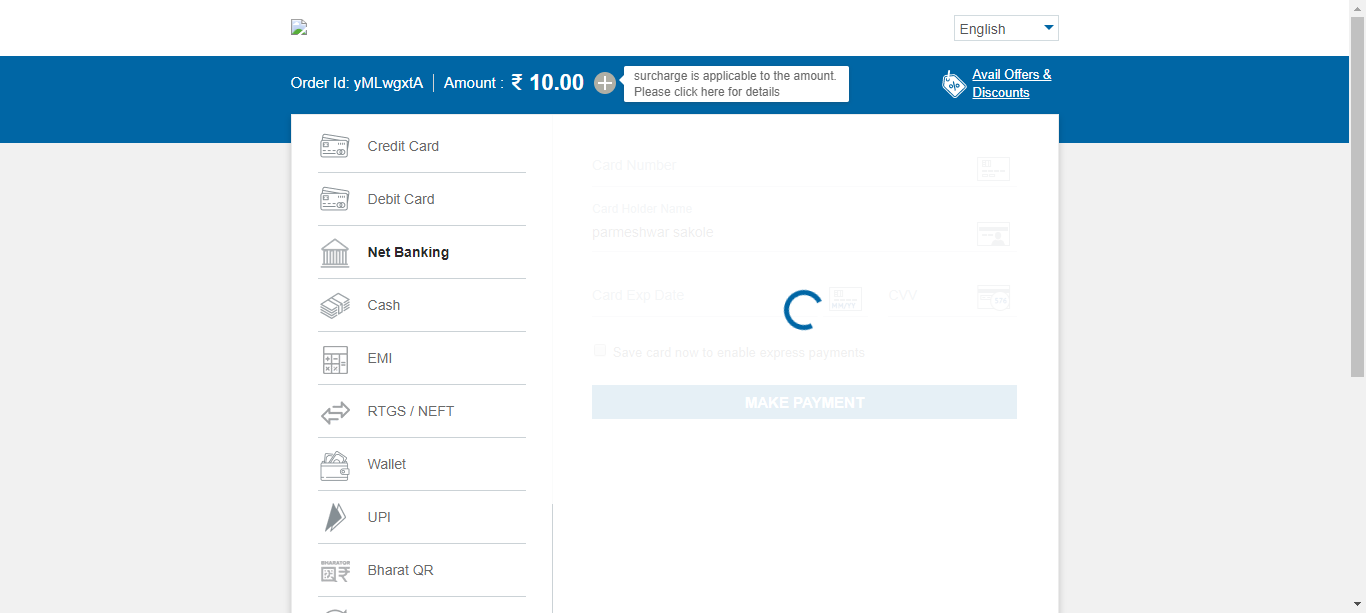 English
Order Id: yMLwgxtA | Amount : ₹ 10.00
surcharge is applicable to the amount.
Please click here for details
Avail Offers &
Discounts
Credit Card
Debit Card
Net Banking
Cash
EMI
RTGS / NEFT
Wallet
UPI
Bharat QR
Card Number
Card Holder Name
parmeshwar sakole
Card Exp Date
CVV
Save card now to enable express payments
MAKE PAYMENT